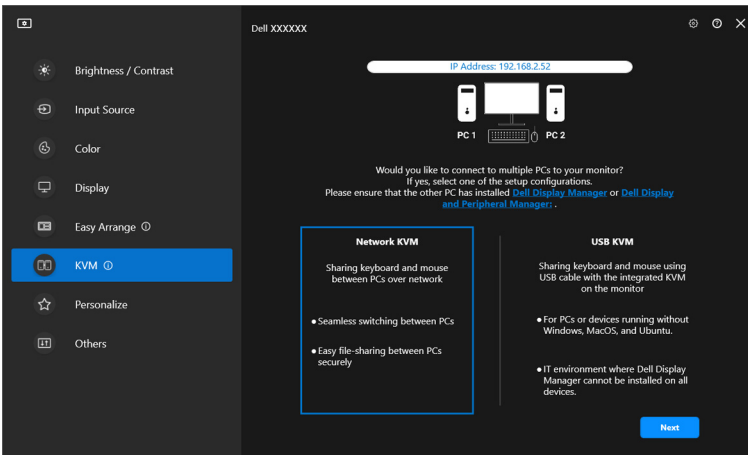 Dell XXXXXX
Brightness / Contrast
Input Source
Color
Display
Easy Arrange
KVM
Personalize
Others
IP Address: 192.168.2.52
PC 1
PC 2
Would you like to connect to multiple PCs to your monitor?
If yes, select one of the setup configurations.
Please ensure that the other PC has installed Dell Display Manager or Dell Display
and Peripheral Manager: .
Network KVM
Sharing keyboard and mouse
between PCs over network
● Seamless switching between PCs
● Easy file-sharing between PCs
securely
USB KVM
Sharing keyboard and mouse using
USB cable with the integrated KVM
on the monitor
● For PCs or devices running without
Windows, MacOS, and Ubuntu.
● IT environment where Dell Display
Manager cannot be installed on all
devices.
Next